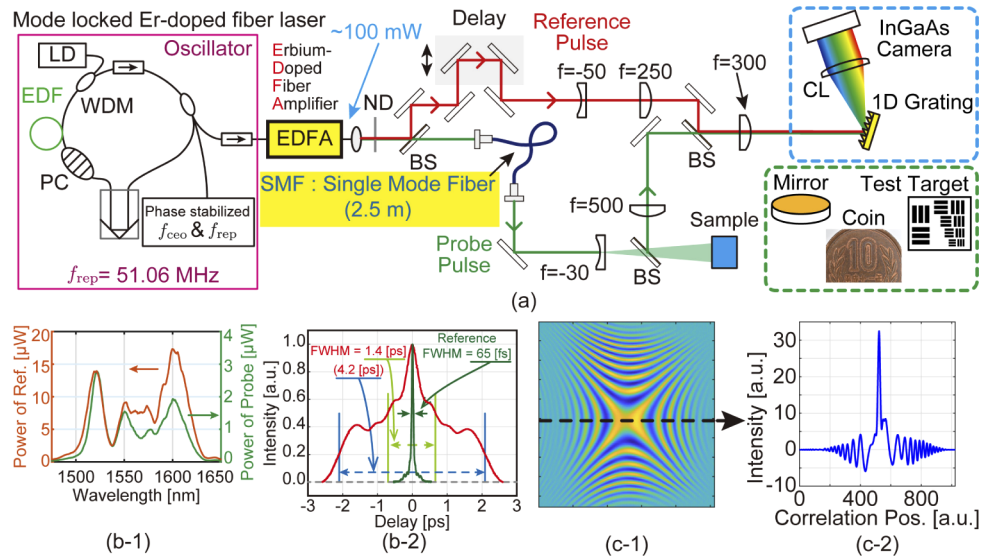 Mode locked Er-doped fiber laser
Oscillator
LD
EDF
WDM
PC
Phase stabilized
fceo & frep
frep= 51.06 MHz
Erbium-
Doped
Fiber
Amplifier
EDFA
~100 mW
ND
BS
Delay
Reference
Pulse
f=-50
f=250
f=300
SMF : Single Mode Fiber
(2.5 m)
Probe
Pulse
f=-30
f=500
BS
BS
Sample
InGaAs
Camera
CL
1D Grating
Mirror
Test Target
Coin
10
(a)
Power of Ref. [μW]
20
15
10
5
0
1500
1550
1600
1650
Wavelength [nm]
4
3
2
1
0
Power of Probe [μW]
(b-1)
Intensity [a.u.]
1.0
0.8
0.6
0.4
0.2
0.0
-3
-2
-1
0
1
2
3
Delay [ps]
FWHM = 1.4 [ps]
(4.2 [ps])
Reference
FWHM = 65 [fs]
(b-2)
(c-1)
Intensity [a.u.]
30
20
10
0
-10
0
400
800
Correlation Pos. [a.u.]
(c-2)